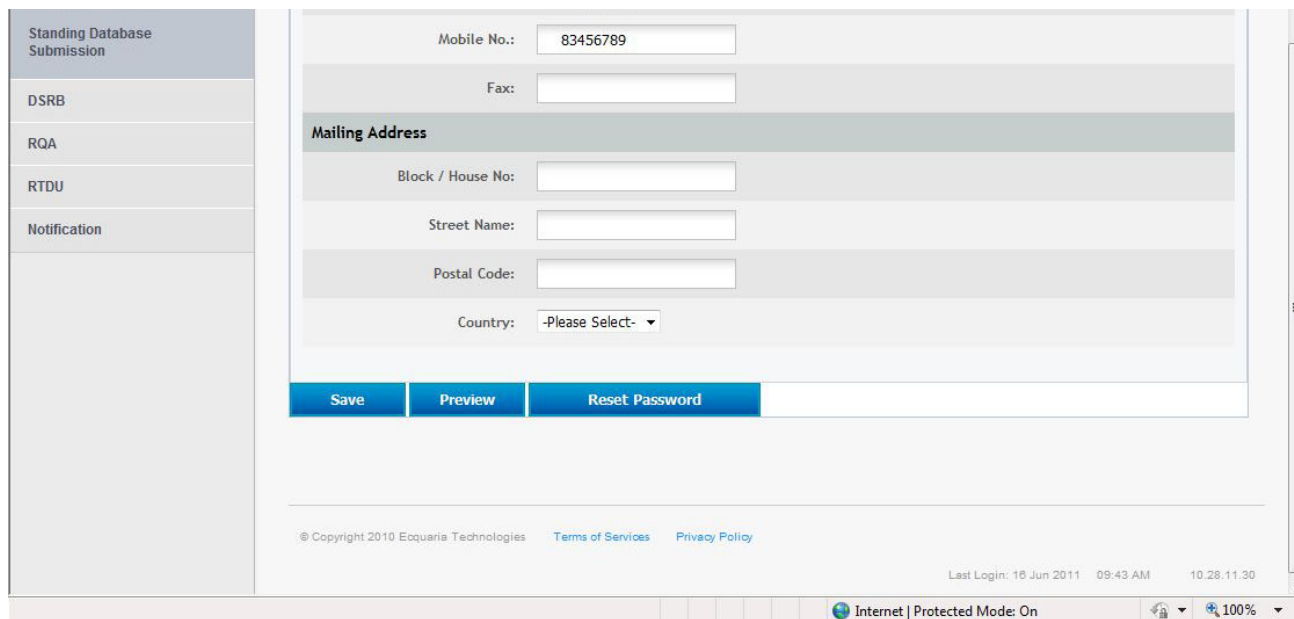 Standing Database
Submission
DSRB
RQA
RTDU
Notification
Mobile No.: 83456789
Fax:
Mailing Address
Block / House No:
Street Name:
Postal Code:
Country: -Please Select-
Save Preview Reset Password
© Copyright 2010 Ecquaria Technologies Terms of Services Privacy Policy
Last Login: 16 Jun 2011 09:43 AM 10.28.11.30
Internet | Protected Mode: On 100%